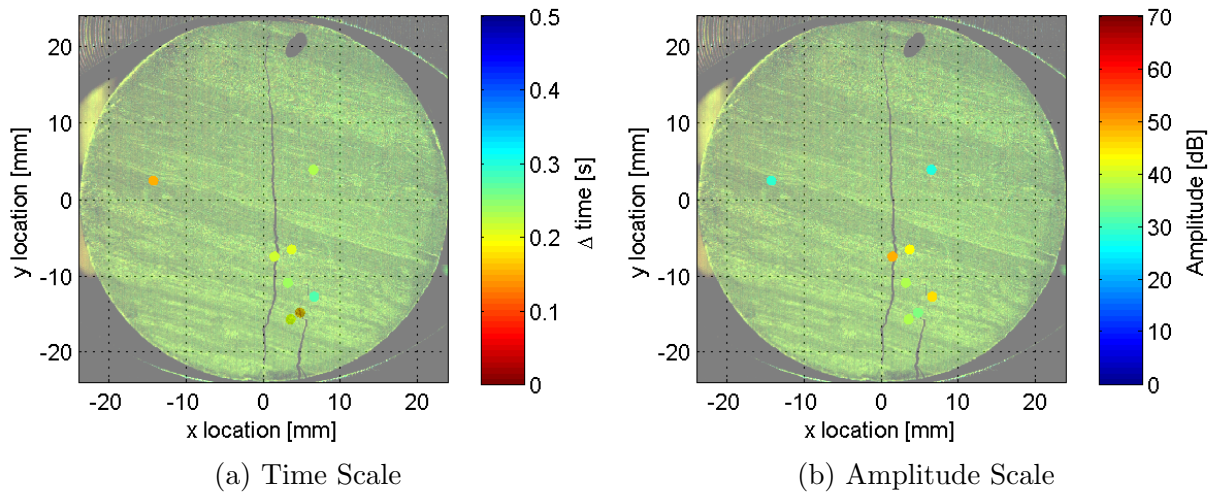 20
10
0
-10
-20
y location [mm]
-20 -10 0 10 20
x location [mm]
0.5
0.4
0.3
0.2
0.1
0
Δ time [s]
(a) Time Scale
20
10
0
-10
-20
y location [mm]
-20 -10 0 10 20
x location [mm]
70
60
50
40
30
20
10
0
Amplitude [dB]
(b) Amplitude Scale